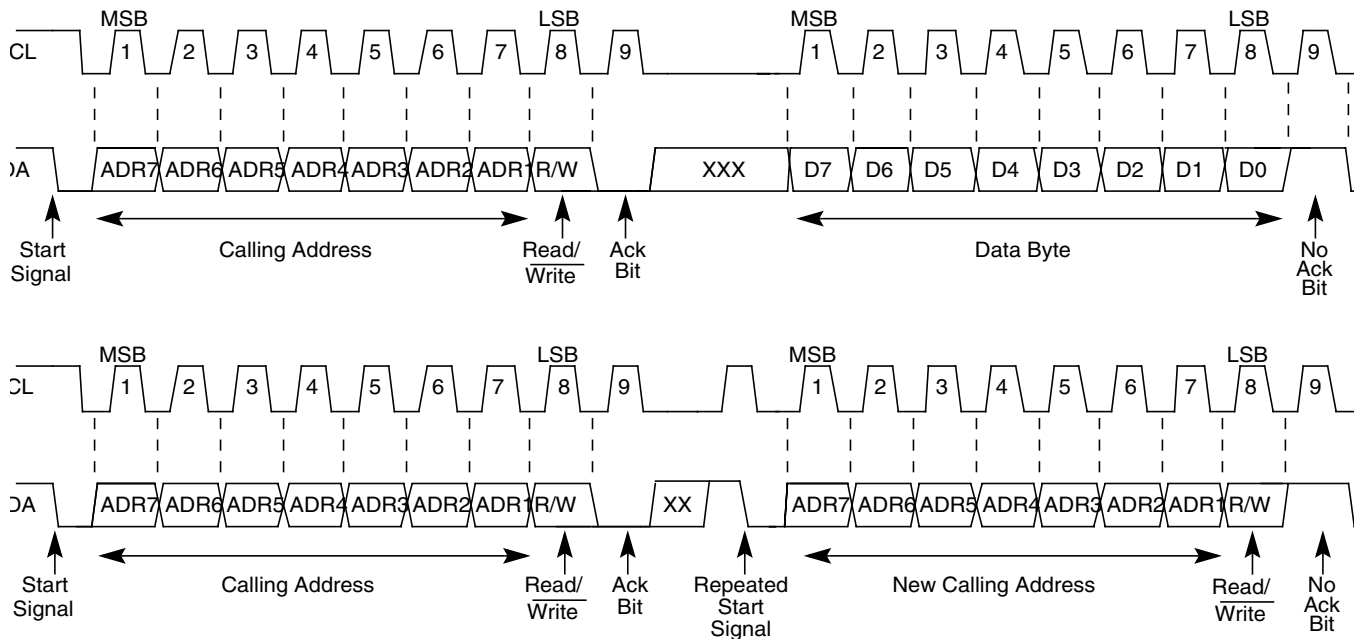 MSB LSB MSB LSB
CL 1 2 3 4 5 6 7 8 9 1 2 3 4 5 6 7 8 9
DA ADR7 ADR6 ADR5 ADR4 ADR3 ADR2 ADR1 R/W XXX D7 D6 D5 D4 D3 D2 D1 D0
Start Signal
Calling Address
Read/
Write
Ack
Bit
Data Byte
No
Ack
Bit
MSB LSB MSB LSB
CL 1 2 3 4 5 6 7 8 9 1 2 3 4 5 6 7 8 9
DA ADR7 ADR6 ADR5 ADR4 ADR3 ADR2 ADR1 R/W XX ADR7 ADR6 ADR5 ADR4 ADR3 ADR2 ADR1 R/W
Start
Signal
Calling Address
Read/
Write
Ack
Bit
Repeated
Start
Signal
New Calling Address
Read/
Write
No
Ack
Bit